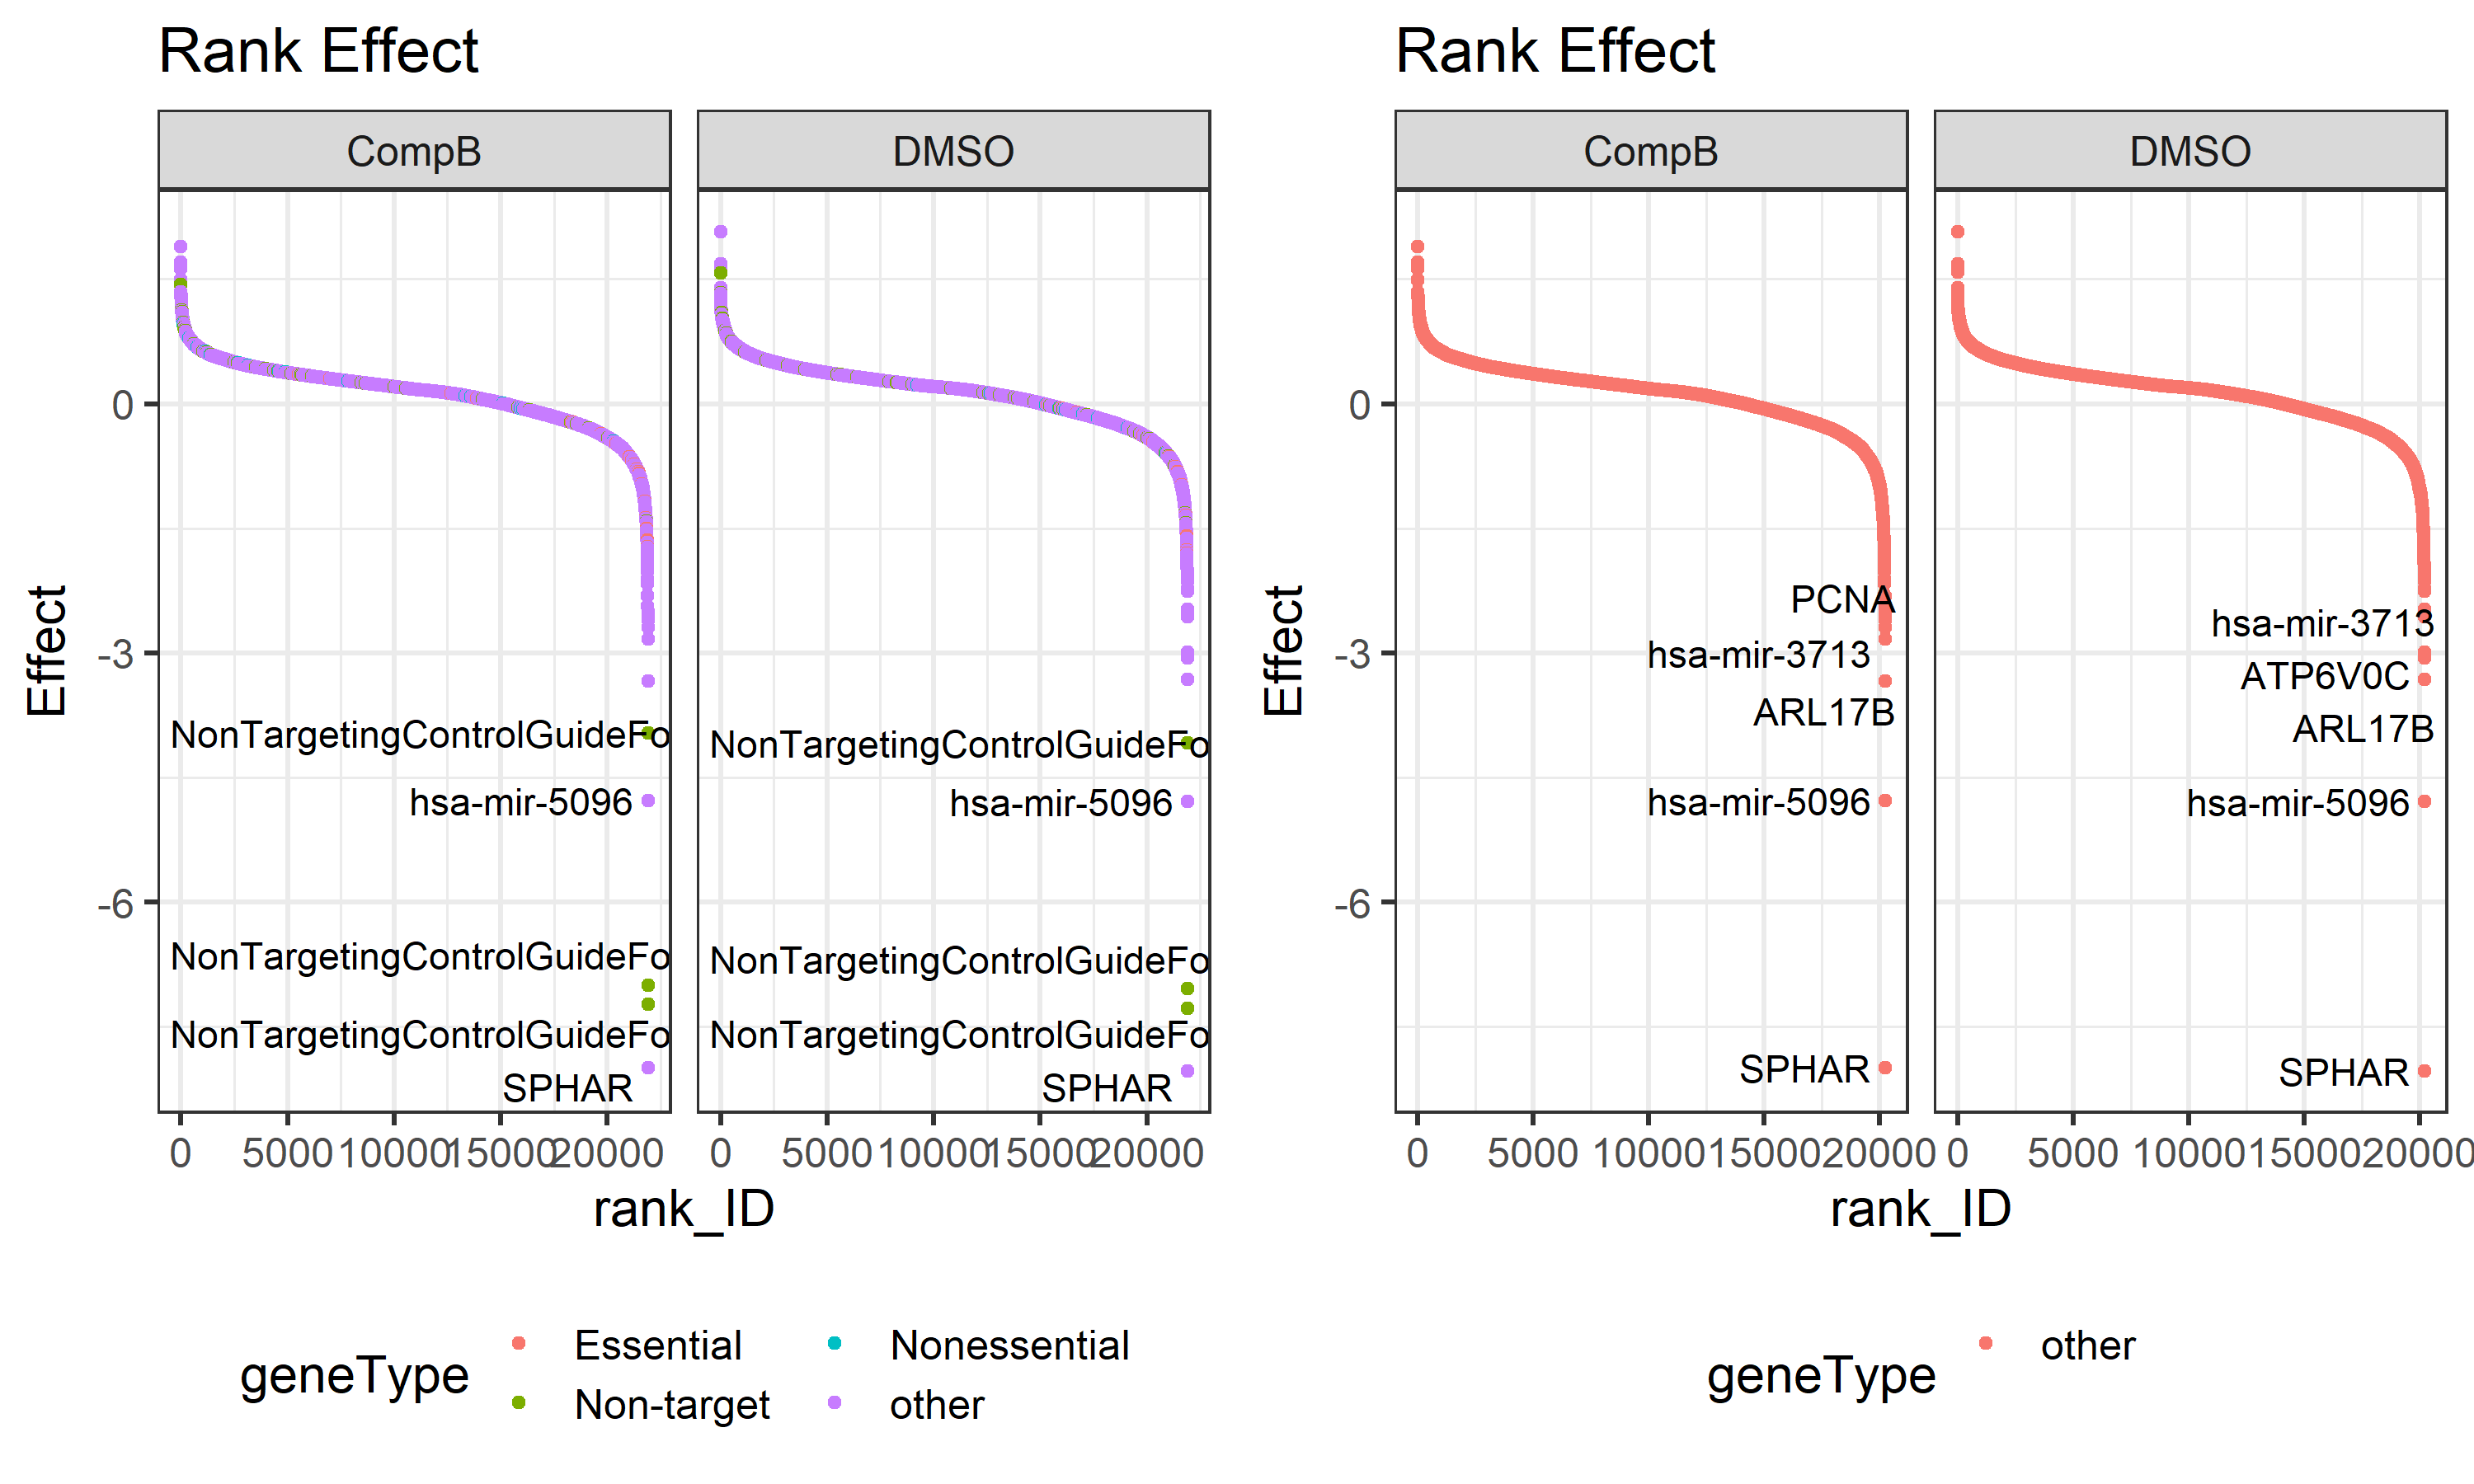 Rank Effect
CompB
DMSO
Effect
0
-3
-6
NonTargetingControlGuideFo
hsa-mir-5096
NonTargetingControlGuideFo
NonTargetingControlGuideFo
SPHAR
NonTargetingControlGuideFo
hsa-mir-5096
NonTargetingControlGuideFo
NonTargetingControlGuideFo
SPHAR
0 5000 10000 15000 20000
0 5000 10000 15000 20000
rank_ID
geneType
Essential
Nonessential
Non-target
other
Rank Effect
CompB
DMSO
Effect
0
-3
-6
PCNA
hsa-mir-3713
ARL17B
hsa-mir-5096
SPHAR
hsa-mir-3713
ATP6V0C
ARL17B
hsa-mir-5096
SPHAR
0 5000 10000 15000 20000
0 5000 10000 15000 20000
rank_ID
geneType
other